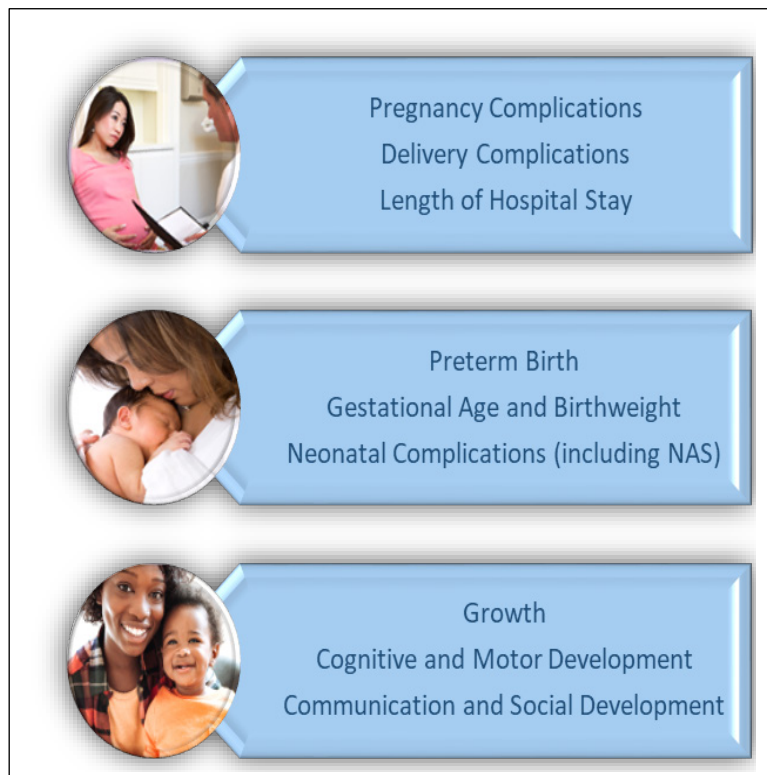 Pregnancy Complications
Delivery Complications
Length of Hospital Stay
Preterm Birth
Gestational Age and Birthweight
Neonatal Complications (including NAS)
Growth
Cognitive and Motor Development
Communication and Social Development